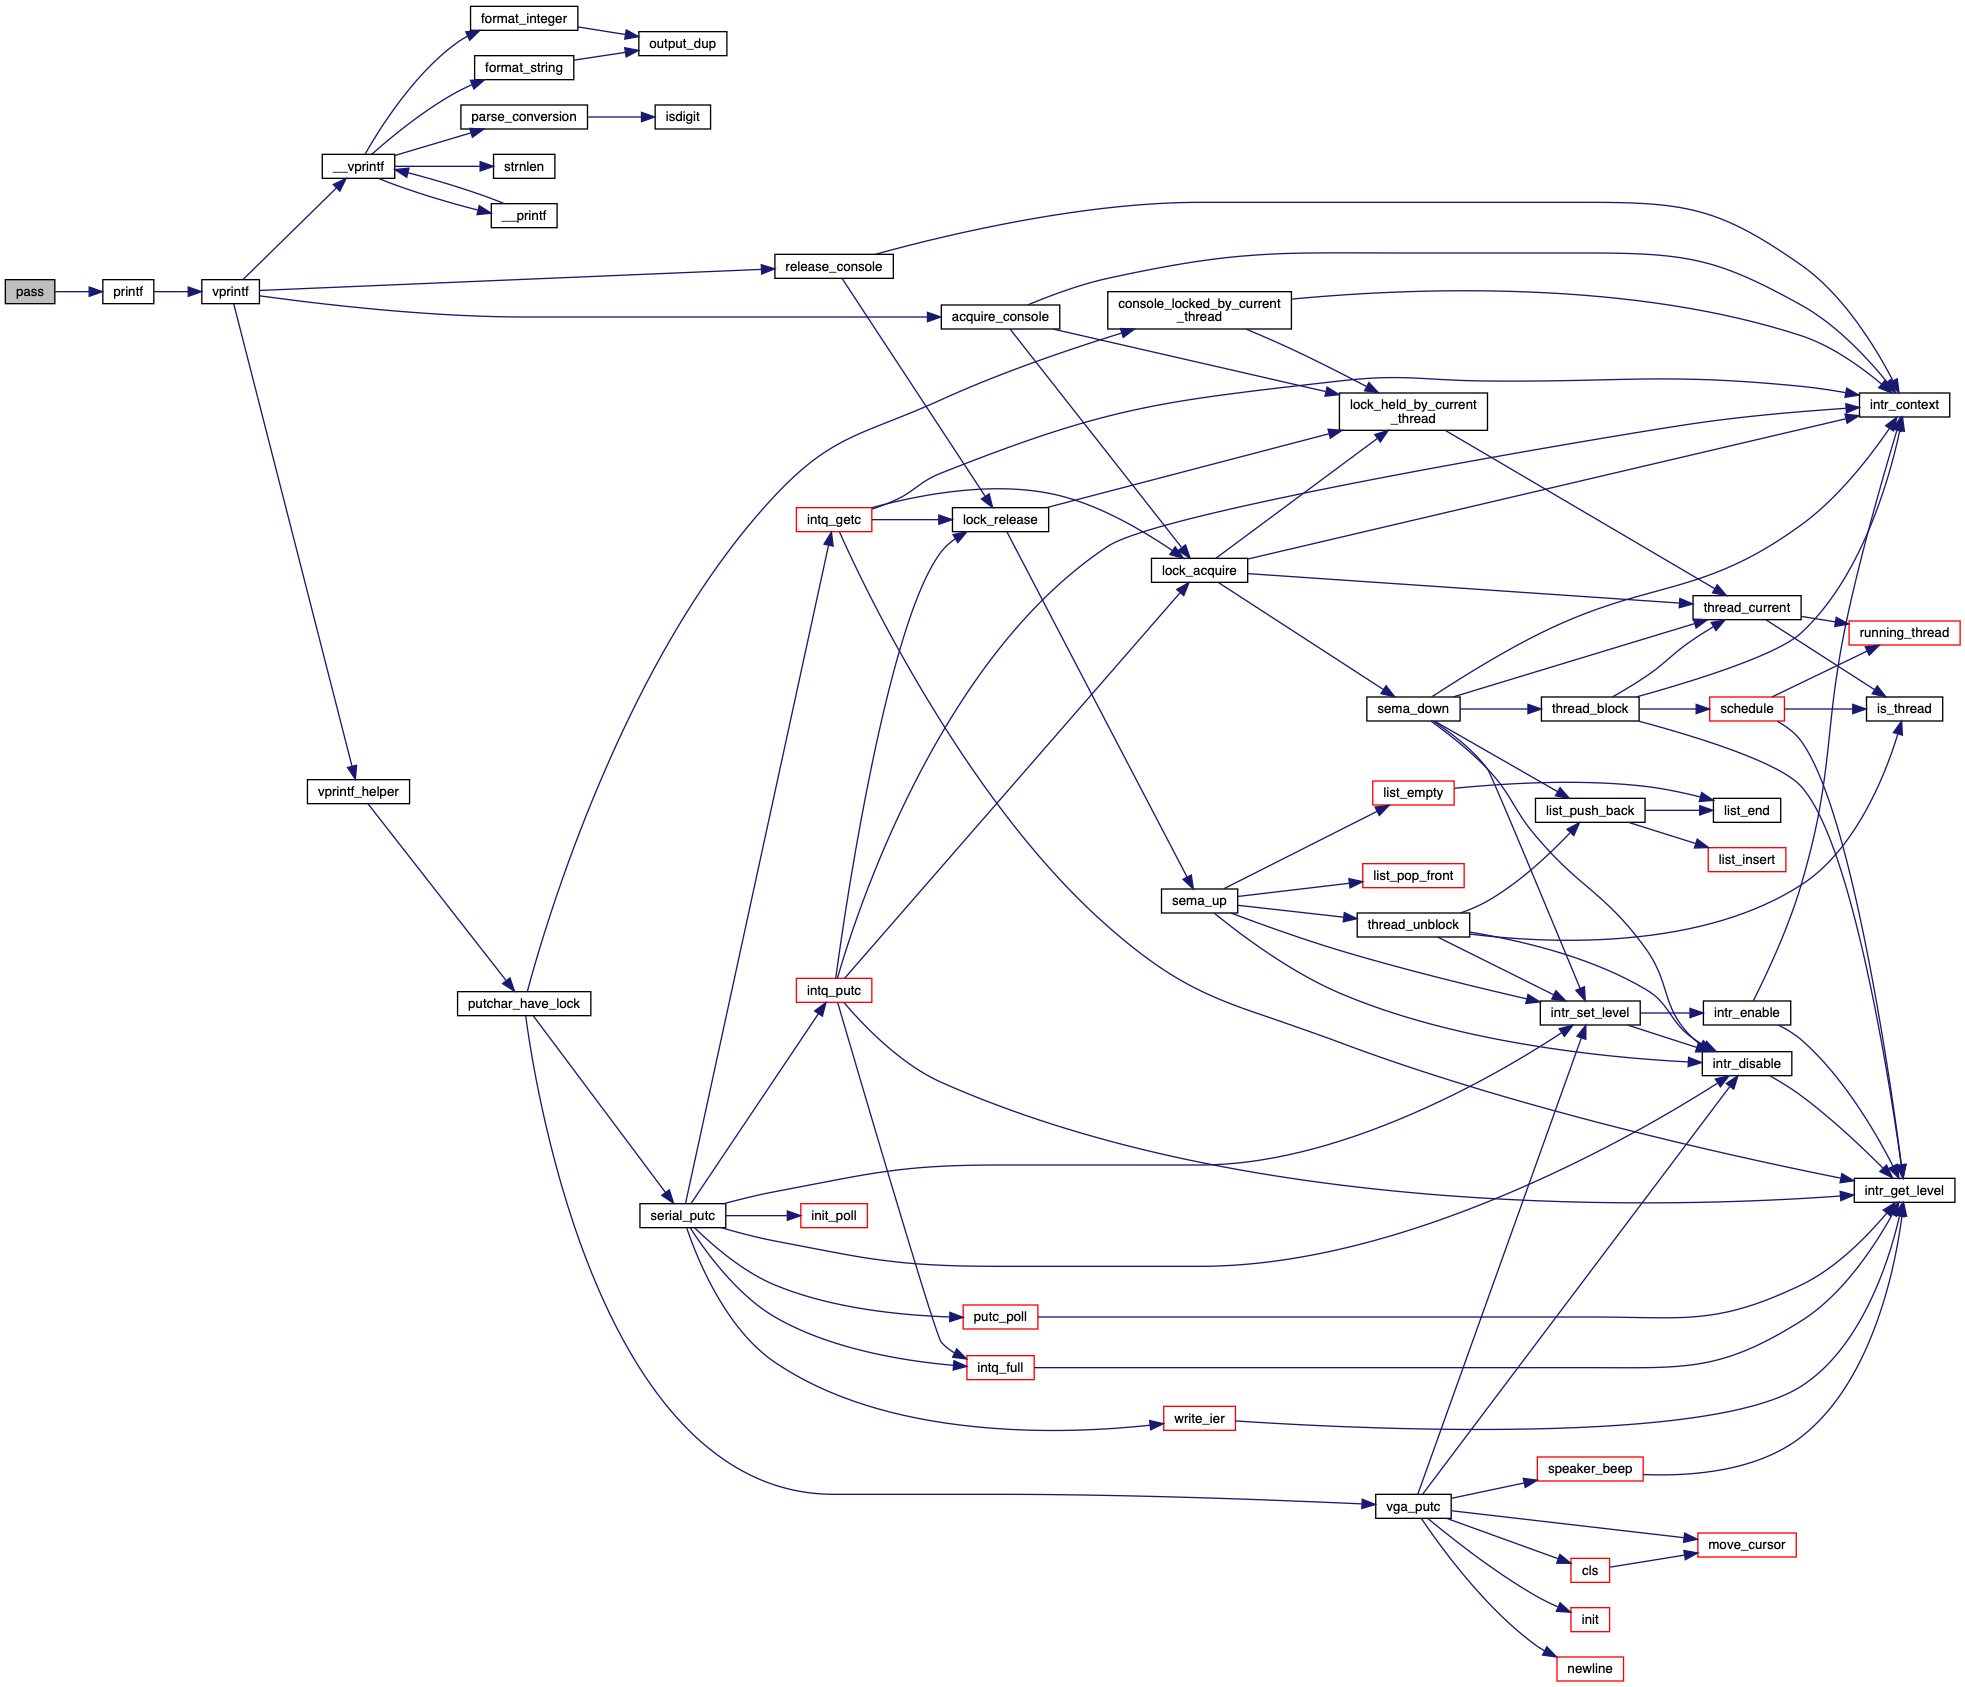 format_integer
output_dup
format_string
parse_conversion
isdigit
__vprintf
strnlen
__printf
release_console
pass
printf
vprintf
acquire_console
console_locked_by_current
_thread
lock_held_by_current
_thread
intr_context
intq_getc
lock_release
lock_acquire
thread_current
running_thread
sema_down
thread_block
schedule
is_thread
vprintf_helper
list_empty
list_push_back
list_end
list_insert
list_pop_front
sema_up
thread_unblock
intq_putc
putchar_have_lock
intr_set_level
intr_enable
intr_disable
intr_get_level
serial_putc
init_poll
putc_poll
intq_full
write_ier
speaker_beep
vga_putc
move_cursor
cls
init
newline